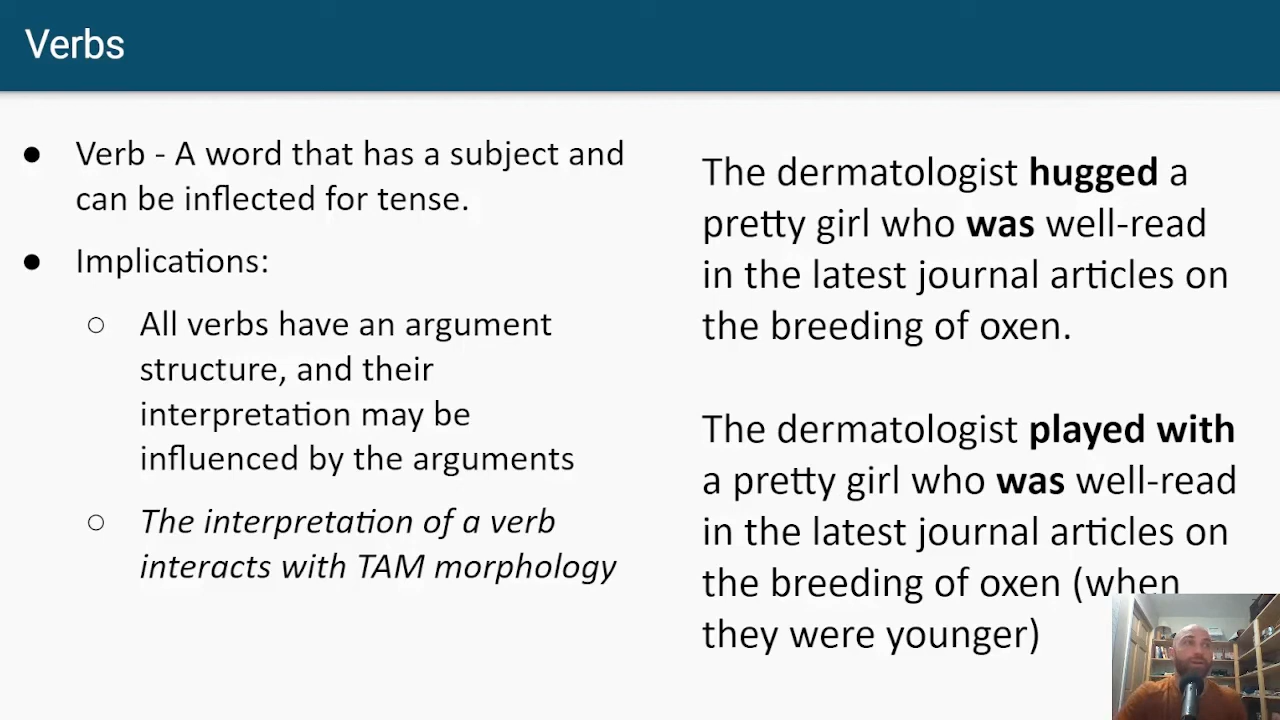 Verbs
● Verb - A word that has a subject and
can be inflected for tense.
● Implications:
○ All verbs have an argument
structure, and their
interpretation may be
influenced by the arguments
○ The interpretation of a verb
interacts with TAM morphology
The dermatologist hugged a
pretty girl who was well-read
in the latest journal articles on
the breeding of oxen.
The dermatologist played with
a pretty girl who was well-read
in the latest journal articles on
the breeding of oxen (when
they were younger)